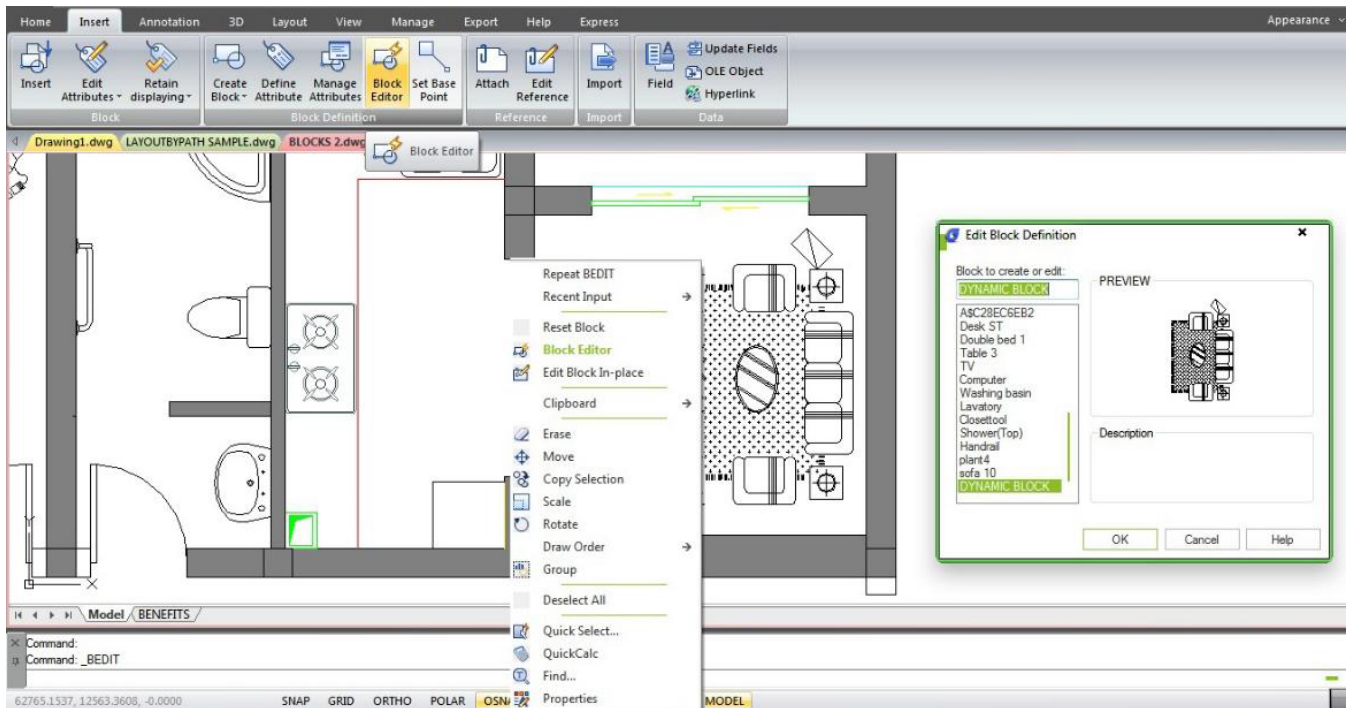 Home Insert Annotation 3D Layout View Manage Export Help Express Appearance
Insert
Edit Attributes
Retain displaying
Create Block
Define Attribute
Manage Attributes
Block Editor
Set Base Point
Attach
Edit Reference
Import
Field
Update Fields
OLE Object
Hyperlink
Block Block Definition Reference Import Data
Drawing1.dwg LAYOUTBYPATH SAMPLE.dwg BLOCKS 2.dwg
Block Editor
Repeat BEDIT
Recent Input
Reset Block
Block Editor
Edit Block In-place
Clipboard
Erase
Move
Copy Selection
Scale
Rotate
Draw Order
Group
Deselect All
Quick Select...
QuickCalc
Find...
Properties
Edit Block Definition
Block to create or edit:
DYNAMIC BLOCK
A$C28EC6EB2
Desk ST
Double bed 1
Table 3
TV
Computer
Washing basin
Lavatory
Closettool
Shower(Top)
Handrail
plant4
sofa 10
DYNAMIC BLOCK
PREVIEW
Description
OK Cancel Help
Model BENEFITS
Command:
Command: _BEDIT
62765.1537, 12563.3608, -0.0000 SNAP GRID ORTHO POLAR MODEL